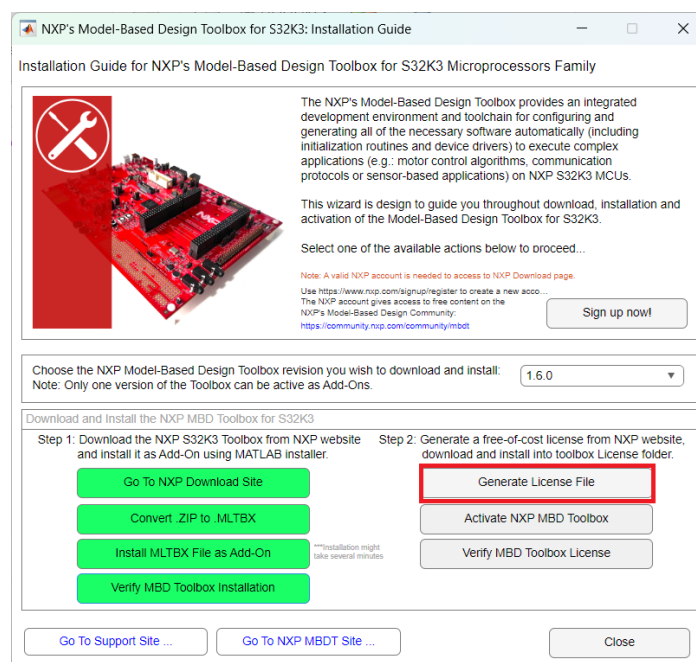 NXP's Model-Based Design Toolbox for S32K3: Installation Guide
Installation Guide for NXP's Model-Based Design Toolbox for S32K3 Microprocessors Family
The NXP's Model-Based Design Toolbox provides an integrated
development environment and toolchain for configuring and
generating all of the necessary software automatically (including
initialization routines and device drivers) to execute complex
applications (e.g.: motor control algorithms, communication
protocols or sensor-based applications) on NXP S32K3 MCUs.
This wizard is design to guide you throughout download, installation and
activation of the Model-Based Design Toolbox for S32K3.
Select one of the available actions below to proceed...
Note: A valid NXP account is needed to access to NXP Download page.
Use https://www.nxp.com/signup/register to create a new acco...
The NXP account gives access to free content on the
NXP's Model-Based Design Community:
https://community.nxp.com/community/mbdt
Sign up now!
Choose the NXP Model-Based Design Toolbox revision you wish to download and install:
Note: Only one version of the Toolbox can be active as Add-Ons.
1.6.0
Download and Install the NXP MBD Toolbox for S32K3
Step 1: Download the NXP S32K3 Toolbox from NXP website
and install it as Add-On using MATLAB installer.
Go To NXP Download Site
Convert .ZIP to .MLTBX
Install MLTBX File as Add-On
***Installation might
take several minutes
Verify MBD Toolbox Installation
Step 2: Generate a free-of-cost license from NXP website,
download and install into toolbox License folder.
Generate License File
Activate NXP MBD Toolbox
Verify MBD Toolbox License
Go To Support Site ...
Go To NXP MBDT Site ...
Close